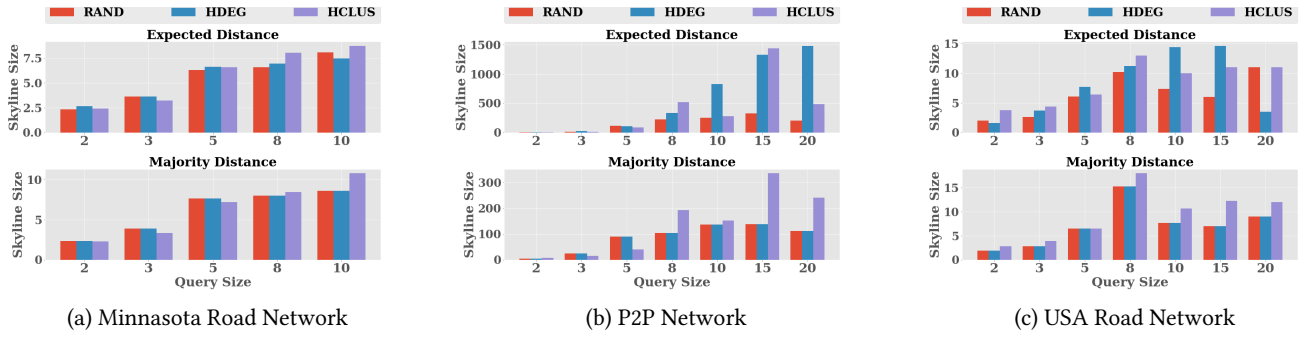 RAND HDEG HCLUS
Expected Distance
Skyline Size
7.5
5.0
2.5
0.0
2 3 5 8 10
Majority Distance
Skyline Size
10
5
0
2 3 5 8 10
Query Size
(a) Minnasota Road Network
RAND HDEG HCLUS
Expected Distance
Skyline Size
1500
1000
500
0
2 3 5 8 10 15 20
Majority Distance
Skyline Size
300
200
100
0
2 3 5 8 10 15 20
Query Size
(b) P2P Network
RAND HDEG HCLUS
Expected Distance
Skyline Size
15
10
5
0
2 3 5 8 10 15 20
Majority Distance
Skyline Size
15
10
5
0
2 3 5 8 10 15 20
Query Size
(c) USA Road Network